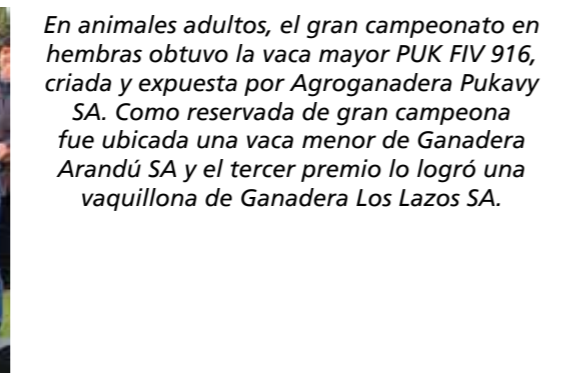 En animales adultos, el gran campeonato en
hembras obtuvo la vaca mayor PUK FIV 916,
criada y expuesta por Agroganadera Pukavy
SA. Como reservada de gran campeona
fue ubicada una vaca menor de Ganadera
Arandú SA y el tercer premio lo logró una
vaquillona de Ganadera Los Lazos SA.